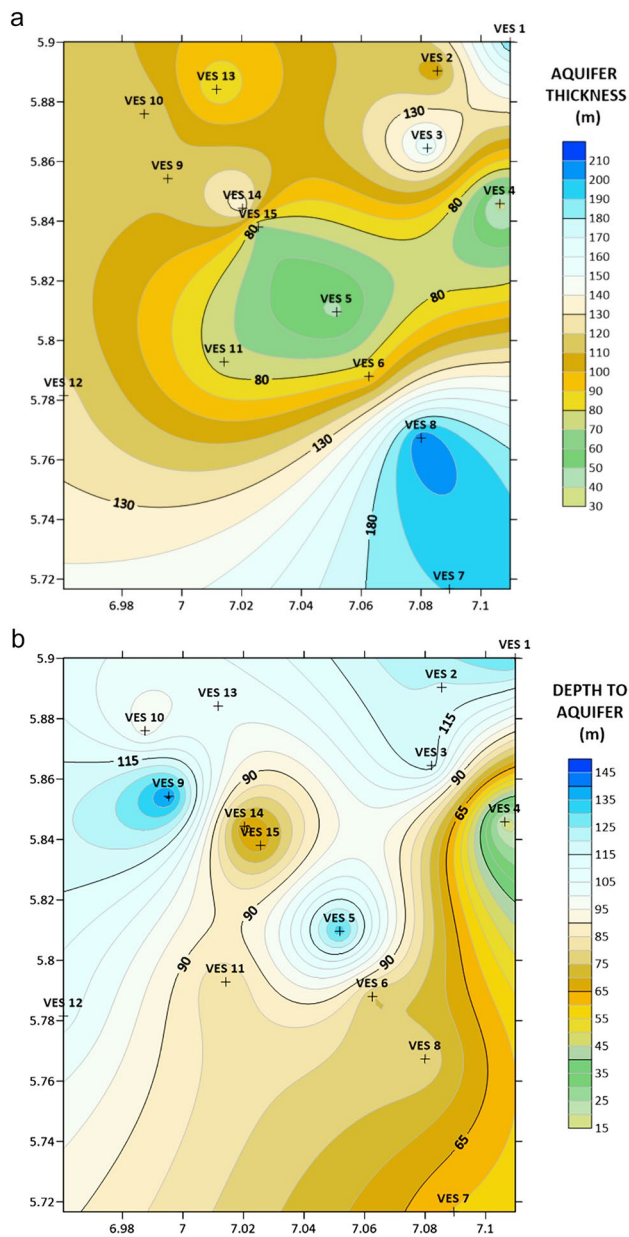 a
VES 1
5.9
VES 2
VES 13
5.88
VES 10
130
VES 3
5.86
VES 9
VES 14
VES 4
80
5.84
VES 15
80
5.82
80
VES 5
5.8
VES 11
VES 6
80
VES 12
5.78
VES 8
130
5.76
130
5.74
180
VES 7
5.72
6.98 7 7.02 7.04 7.06 7.08 7.1
AQUIFER
THICKNESS
(m)
210
200
190
180
170
160
150
140
130
120
110
100
90
80
70
60
50
40
30
b
VES 1
5.9
VES 2
VES 13
5.88
VES 10
115
VES 3
115
5.86
90
90
VES 9
65
VES 4
VES 14
5.84
VES 15
5.82
90
VES 5
90
90
5.8
VES 11
VES 6
VES 12
5.78
VES 8
5.76
65
5.74
VES 7
5.72
6.98 7 7.02 7.04 7.06 7.08 7.1
DEPTH TO
AQUIFER
(m)
145
135
125
115
105
95
85
75
65
55
45
35
25
15